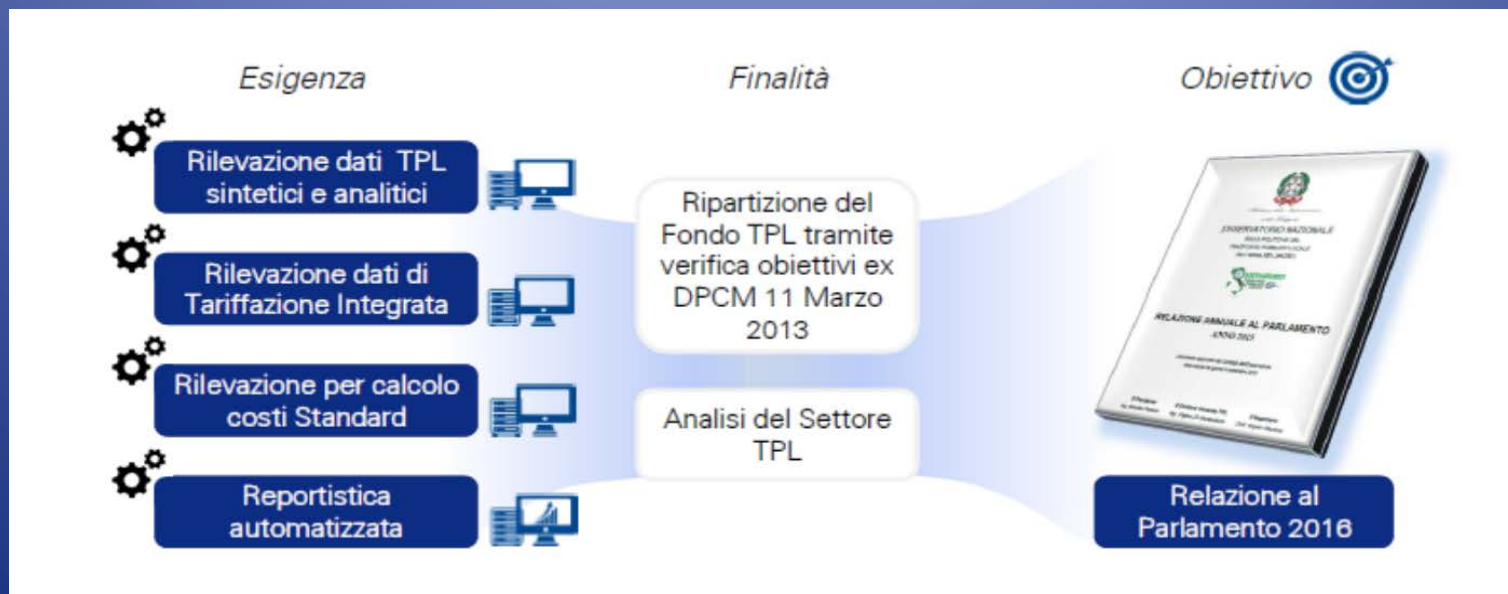 Esigenza
Finalità
Obiettivo
Rilevazione dati TPL
sintetici e analitici
Rilevazione dati di
Tariffazione Integrata
Rilevazione per calcolo
costi Standard
Reportistica
automatizzata
Ripartizione del
Fondo TPL tramite
verifica obiettivi ex
DPCM 11 Marzo
2013
Analisi del Settore
TPL
OSSERVATORIO NAZIONALE
RELAZIONE ANNUALE AL PARLAMENTO
Relazione al
Parlamento 2016